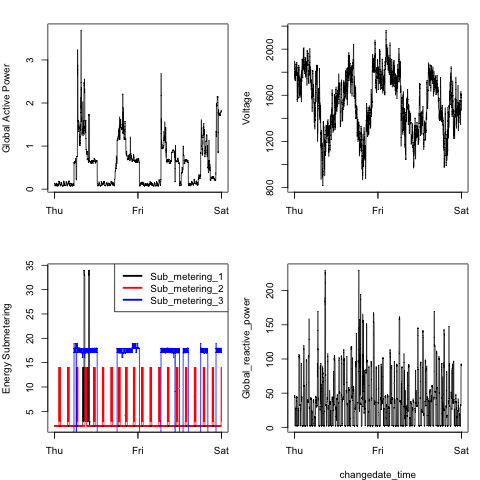 Global Active Power
3
2
1
0
Thu
Fri
Sat
Voltage
2000
1600
1200
800
Thu
Fri
Sat
Energy Submetering
35
30
25
20
15
10
5
Sub_metering_1
Sub_metering_2
Sub_metering_3
Thu
Fri
Sat
Global_reactive_power
200
150
100
50
0
Thu
Fri
Sat
changedate_time